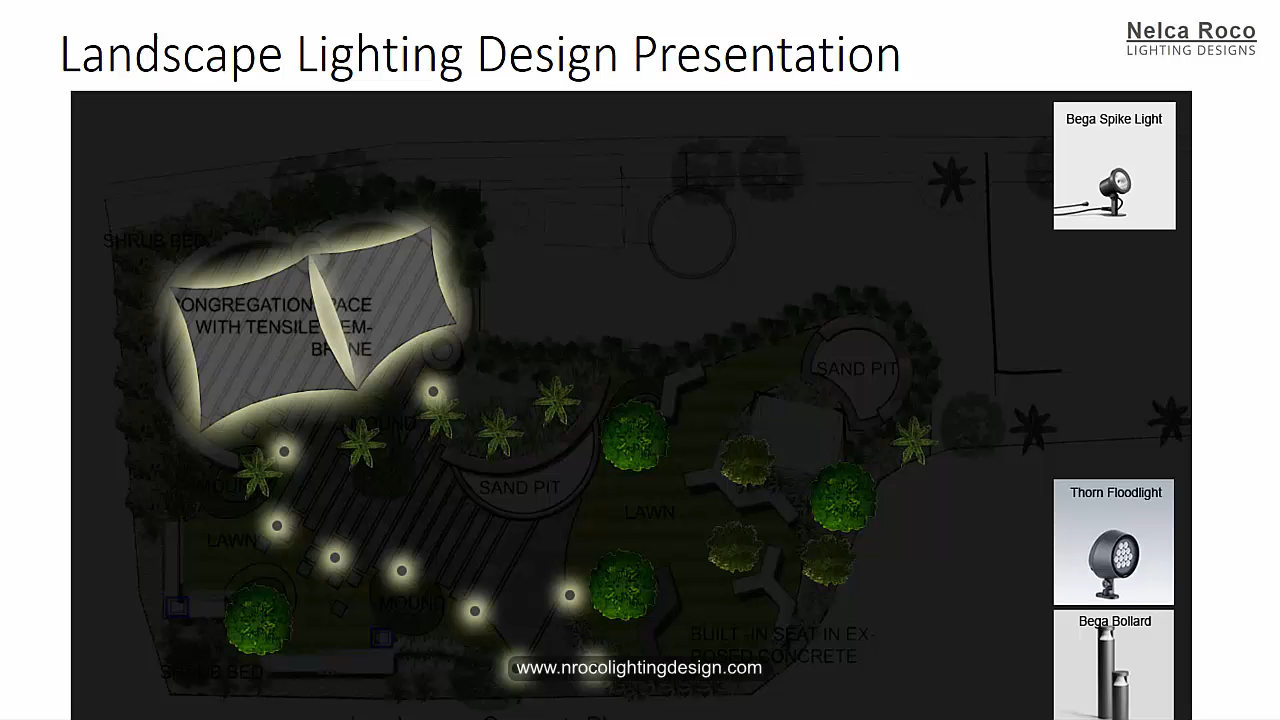 Landscape Lighting Design Presentation
Nelca Roco
LIGHTING DESIGNS
Bega Spike Light
SHRUB BED
CONGREGATION SPACE
WITH TENSILE MEM-
BRANE
SAND PIT
MOUND
MOUND
SAND PIT
LAWN
LAWN
Thorn Floodlight
MOUND
Bega Bollard
BUILT -IN SEAT IN EX-
POSED CONCRETE
SHRUB BED
www.nrocolightingdesign.com